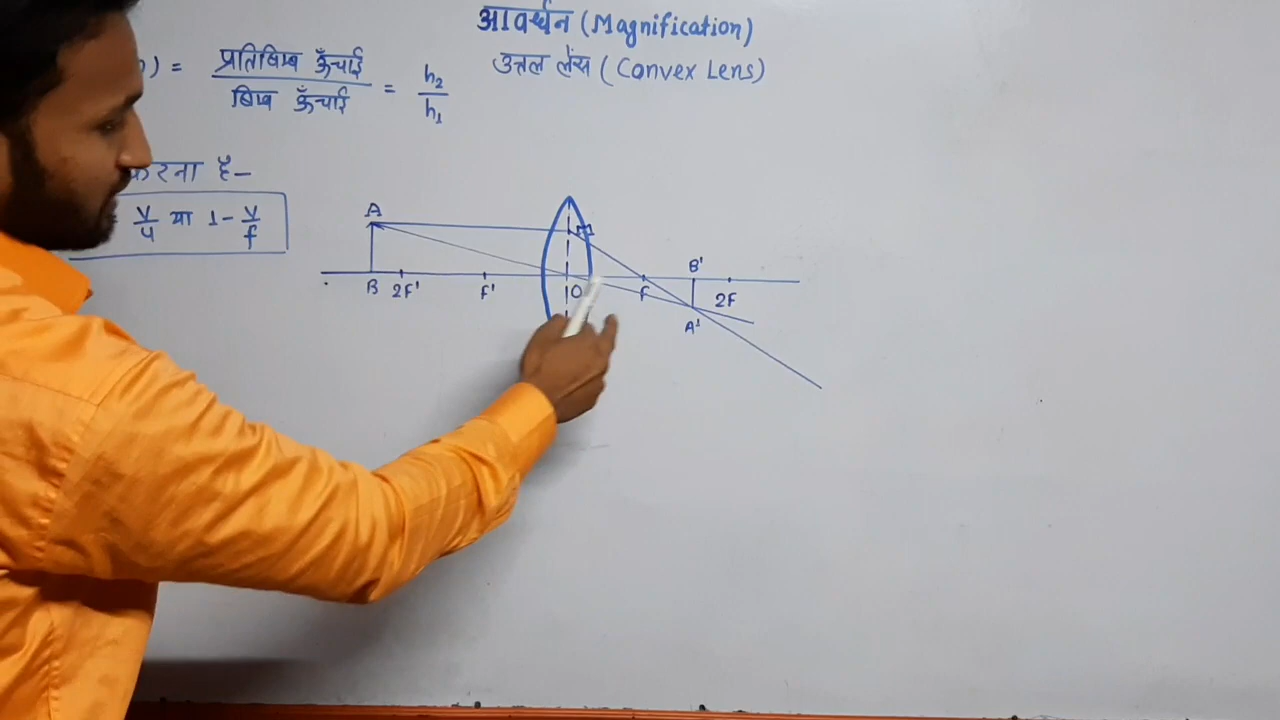 आवर्धन (Magnification)
उत्तल लेंस (Convex Lens)
) = प्रतिबिम्ब ऊँचाई / बिम्ब ऊँचाई = h₂ / h₁
करना है-
v/u या 1 - v/f
A
M
B 2F' f' O f B' 2F
A'